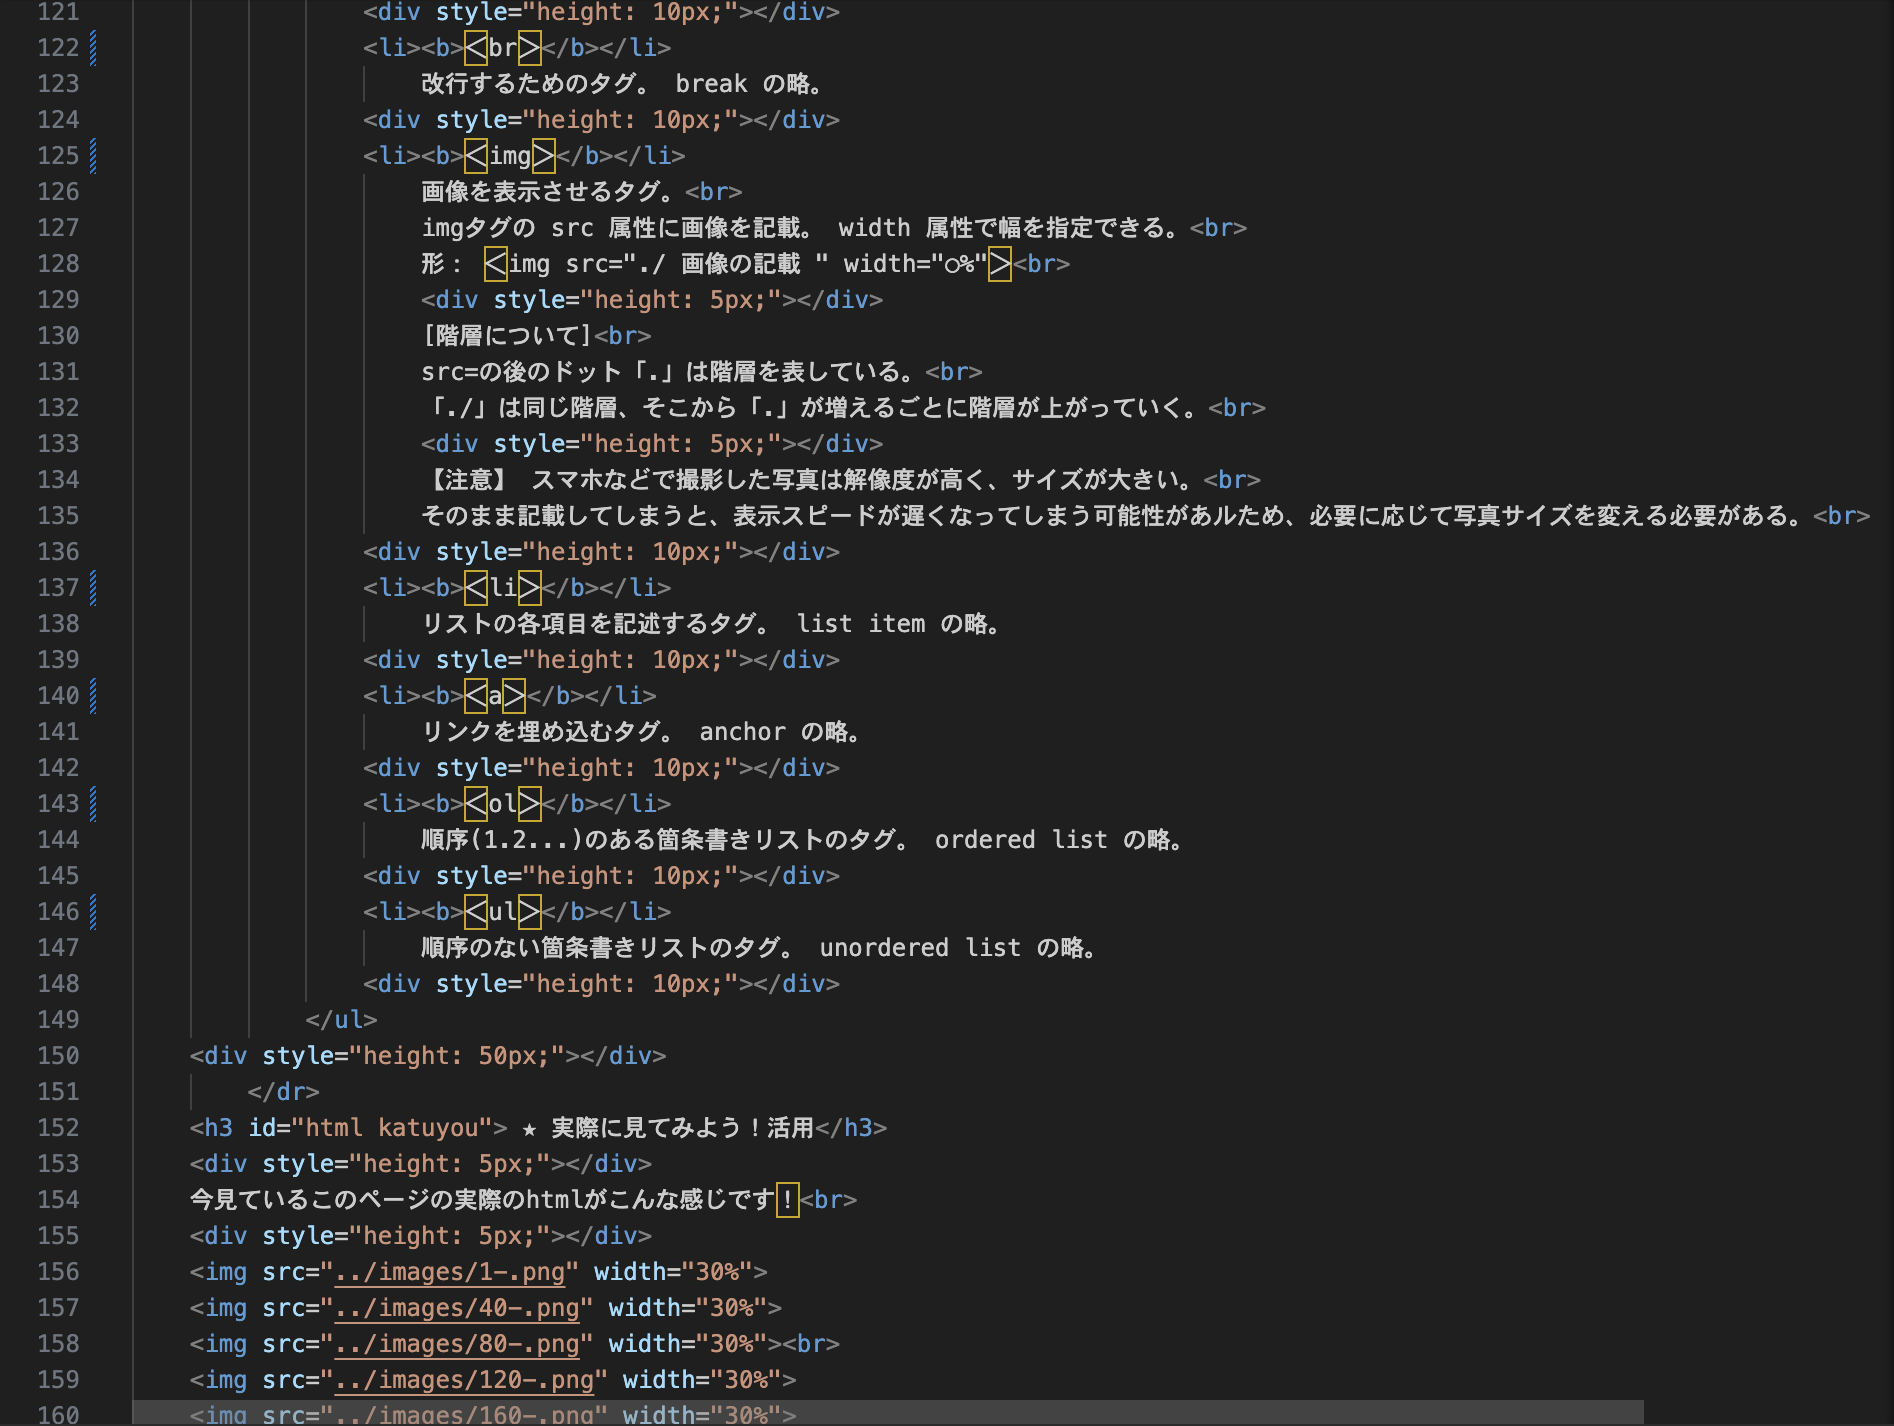 121 <div style="height: 10px;"></div>
122 <li><b>＜br＞</b></li>
123 改行するためのタグ。 break の略。
124 <div style="height: 10px;"></div>
125 <li><b>＜img＞</b></li>
126 画像を表示させるタグ。<br>
127 imgタグの src 属性に画像を記載。 width 属性で幅を指定できる。<br>
128 形： ＜img src="./ 画像の記載 " width="○%"＞<br>
129 <div style="height: 5px;"></div>
130 [階層について]<br>
131 src=の後のドット「.」は階層を表している。<br>
132 「./」は同じ階層、そこから「.」が増えるごとに階層が上がっていく。<br>
133 <div style="height: 5px;"></div>
134 【注意】 スマホなどで撮影した写真は解像度が高く、サイズが大きい。<br>
135 そのまま記載してしまうと、表示スピードが遅くなってしまう可能性があルため、必要に応じて写真サイズを変える必要がある。<br>
136 <div style="height: 10px;"></div>
137 <li><b>＜li＞</b></li>
138 リストの各項目を記述するタグ。 list item の略。
139 <div style="height: 10px;"></div>
140 <li><b>＜a＞</b></li>
141 リンクを埋め込むタグ。 anchor の略。
142 <div style="height: 10px;"></div>
143 <li><b>＜ol＞</b></li>
144 順序(1.2...)のある箇条書きリストのタグ。 ordered list の略。
145 <div style="height: 10px;"></div>
146 <li><b>＜ul＞</b></li>
147 順序のない箇条書きリストのタグ。 unordered list の略。
148 <div style="height: 10px;"></div>
149 </ul>
150 <div style="height: 50px;"></div>
151 </dr>
152 <h3 id="html katuyou"> ★ 実際に見てみよう！活用</h3>
153 <div style="height: 5px;"></div>
154 今見ているこのページの実際のhtmlがこんな感じです！<br>
155 <div style="height: 5px;"></div>
156 <img src="../images/1-.png" width="30%">
157 <img src="../images/40-.png" width="30%">
158 <img src="../images/80-.png" width="30%"><br>
159 <img src="../images/120-.png" width="30%">
160 <img src="../images/160-.png" width="30%">